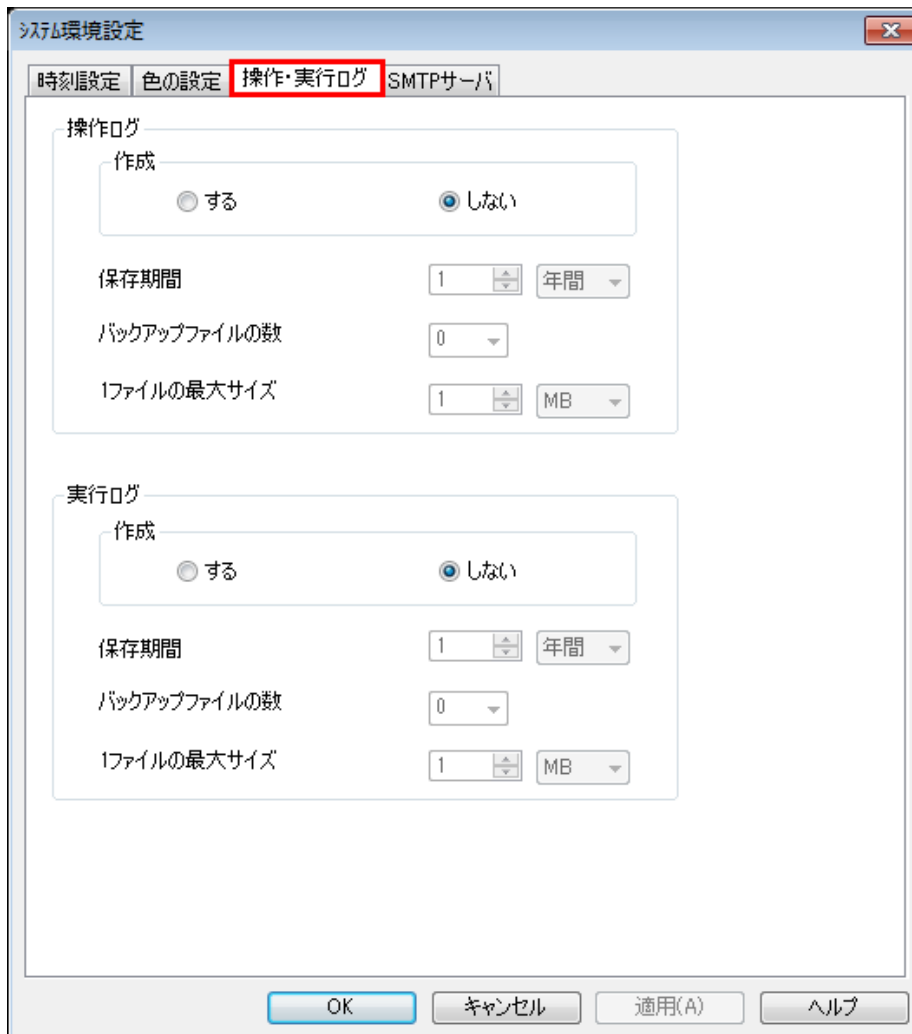 ｼｽﾃﾑ環境設定
時刻設定 色の設定 操作・実行ログ SMTPサーバ
操作ログ
作成
する しない
保存期間 1 年間
バックアップファイルの数 0
1ファイルの最大サイズ 1 MB
実行ログ
作成
する しない
保存期間 1 年間
バックアップファイルの数 0
1ファイルの最大サイズ 1 MB
OK キャンセル 適用(A) ヘルプ